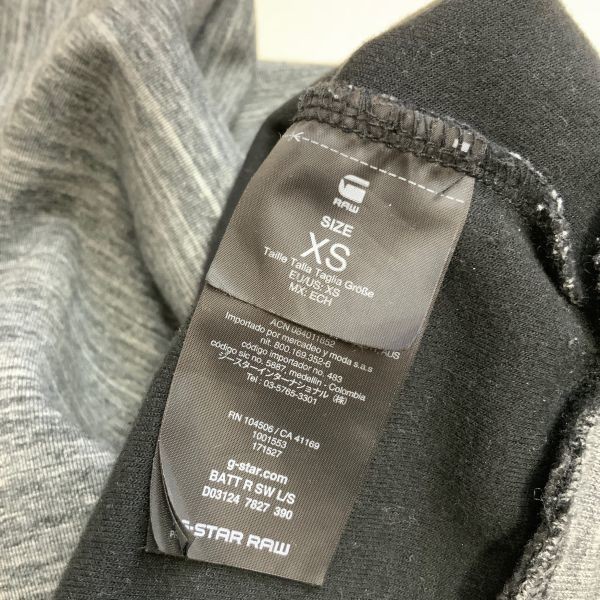 RAW
SIZE
XS
Taille Talla Taglia Größe
EU/US: XS
MX: ECH
ACN 084011652
AUS
Importado por mercadeo y moda s.a.s
nit. 800.169.352-6
código importador no. 483
código sic no. 5887, medellin - Colombia
ジースターインターナショナル（株）
Tel : 03-5765-3301
RN 104506 / CA 41169
1001553
171527
g-star.com
BATT R SW L/S
D03124 7827 390
G-STAR RAW